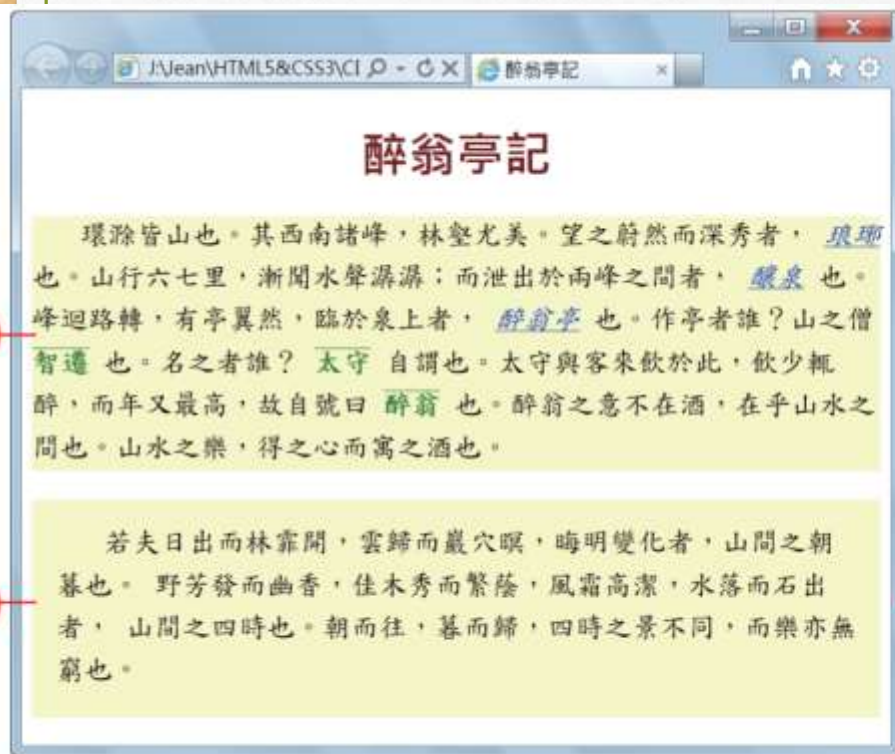 J:\Jean\HTML5&CSS3\Cl
醉翁亭記
醉翁亭記
環滁皆山也。其西南諸峰，林壑尤美。望之蔚然而深秀者， 琅琊
也。山行六七里，漸聞水聲潺潺；而泄出於兩峰之間者， 釀泉 也。
峰迴路轉，有亭翼然，臨於泉上者， 醉翁亭 也。作亭者誰？山之僧
智遷 也。名之者誰？ 太守 自謂也。太守與客來飲於此，飲少輒
醉，而年又最高，故自號曰 醉翁 也。醉翁之意不在酒，在乎山水之
間也。山水之樂，得之心而寓之酒也。
若夫日出而林霏開，雲歸而巖穴暝，晦明變化者，山間之朝
暮也。 野芳發而幽香，佳木秀而繁蔭，風霜高潔，水落而石出
者， 山間之四時也。朝而往，暮而歸，四時之景不同，而樂亦無
窮也。